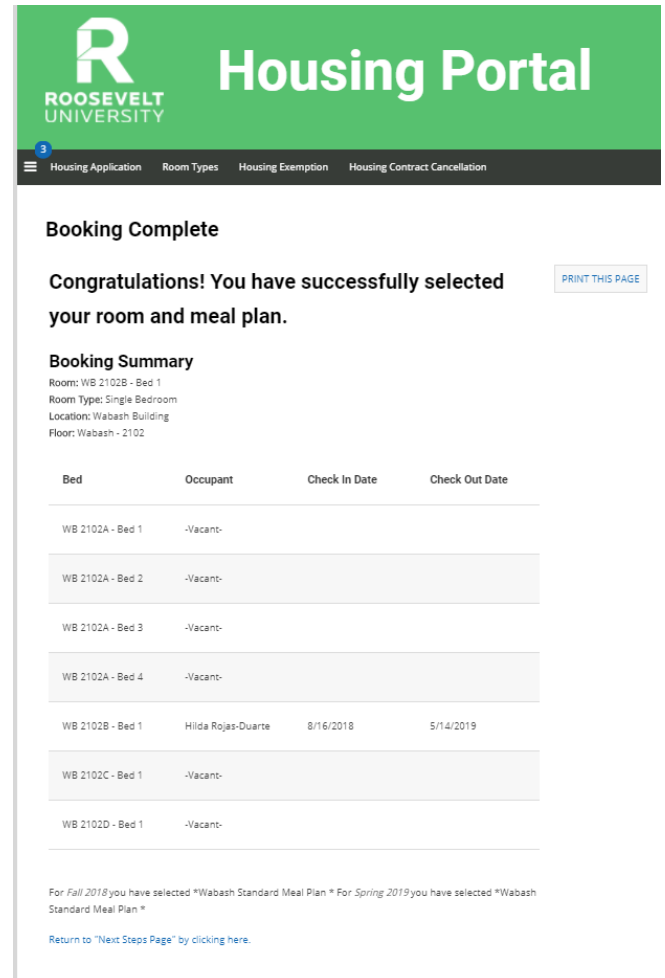 R
ROOSEVELT
UNIVERSITY
Housing Portal
3
Housing Application Room Types Housing Exemption Housing Contract Cancellation
Booking Complete
Congratulations! You have successfully selected
your room and meal plan.
PRINT THIS PAGE
Booking Summary
Room: WB 2102B - Bed 1
Room Type: Single Bedroom
Location: Wabash Building
Floor: Wabash - 2102
Bed Occupant Check In Date Check Out Date
WB 2102A - Bed 1 -Vacant-
WB 2102A - Bed 2 -Vacant-
WB 2102A - Bed 3 -Vacant-
WB 2102A - Bed 4 -Vacant-
WB 2102B - Bed 1 Hilda Rojas-Duarte 8/16/2018 5/14/2019
WB 2102C - Bed 1 -Vacant-
WB 2102D - Bed 1 -Vacant-
For Fall 2018 you have selected *Wabash Standard Meal Plan * For Spring 2019 you have selected *Wabash
Standard Meal Plan *
Return to "Next Steps Page" by clicking here.